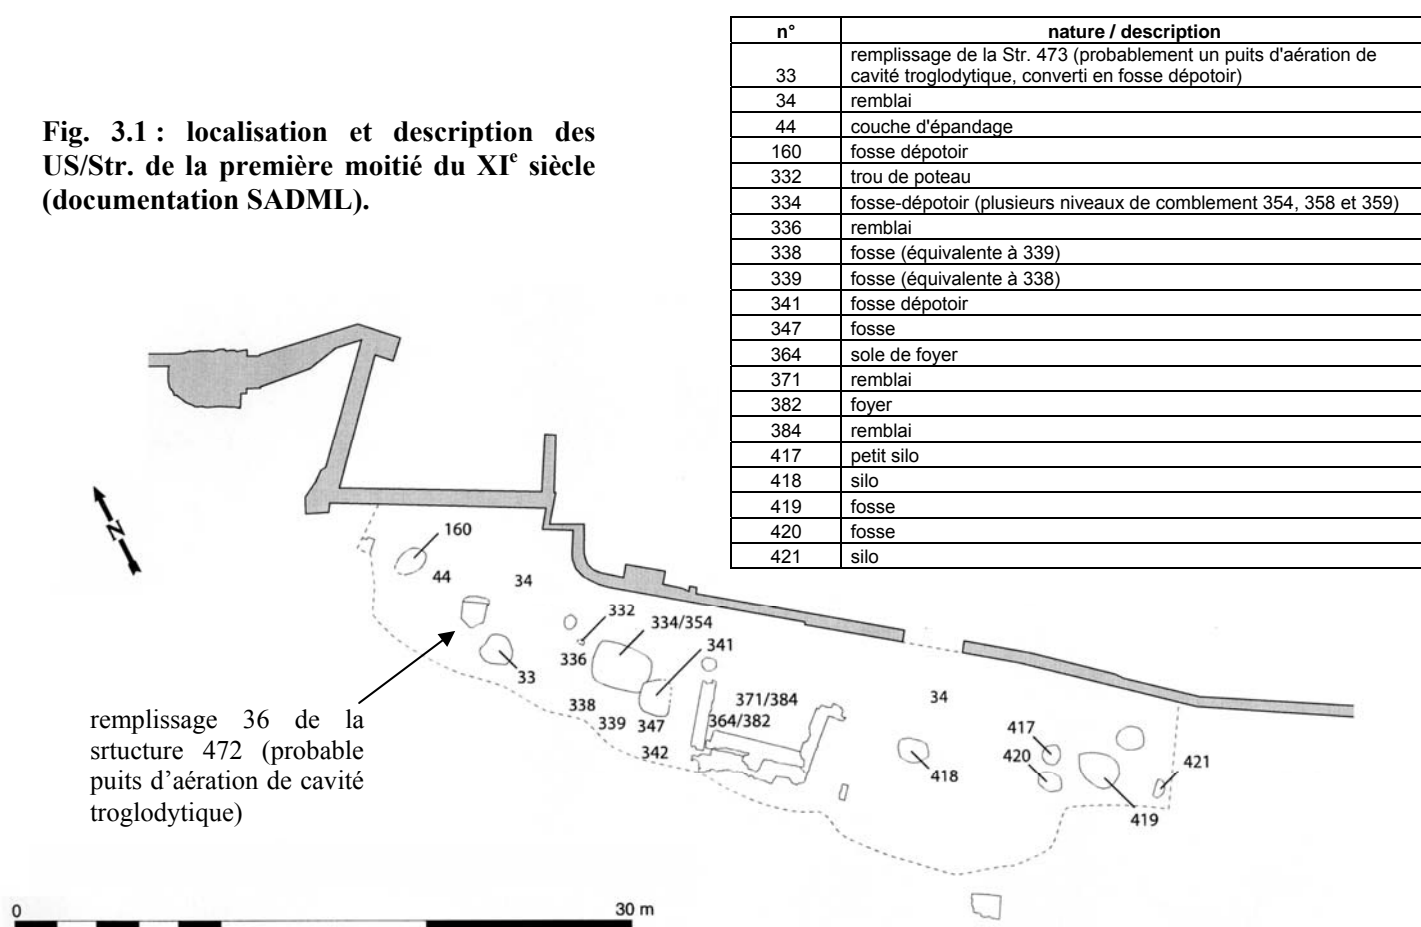 Fig. 3.1 : localisation et description des
US/Str. de la première moitié du XIe siècle
(documentation SADML).
n° nature / description
33 remplissage de la Str. 473 (probablement un puits d'aération de
cavité troglodytique, converti en fosse dépotoir)
34 remblai
44 couche d'épandage
160 fosse dépotoir
332 trou de poteau
334 fosse-dépotoir (plusieurs niveaux de comblement 354, 358 et 359)
336 remblai
338 fosse (équivalente à 339)
339 fosse (équivalente à 338)
341 fosse dépotoir
347 fosse
364 sole de foyer
371 remblai
382 foyer
384 remblai
417 petit silo
418 silo
419 fosse
420 fosse
421 silo
N
160
44
34
332
334/354
341
336
33
338
339
347
342
371/384
364/382
34
417
420
418
421
419
remplissage 36 de la
srtucture 472 (probable
puits d'aération de cavité
troglodytique)
0 30 m